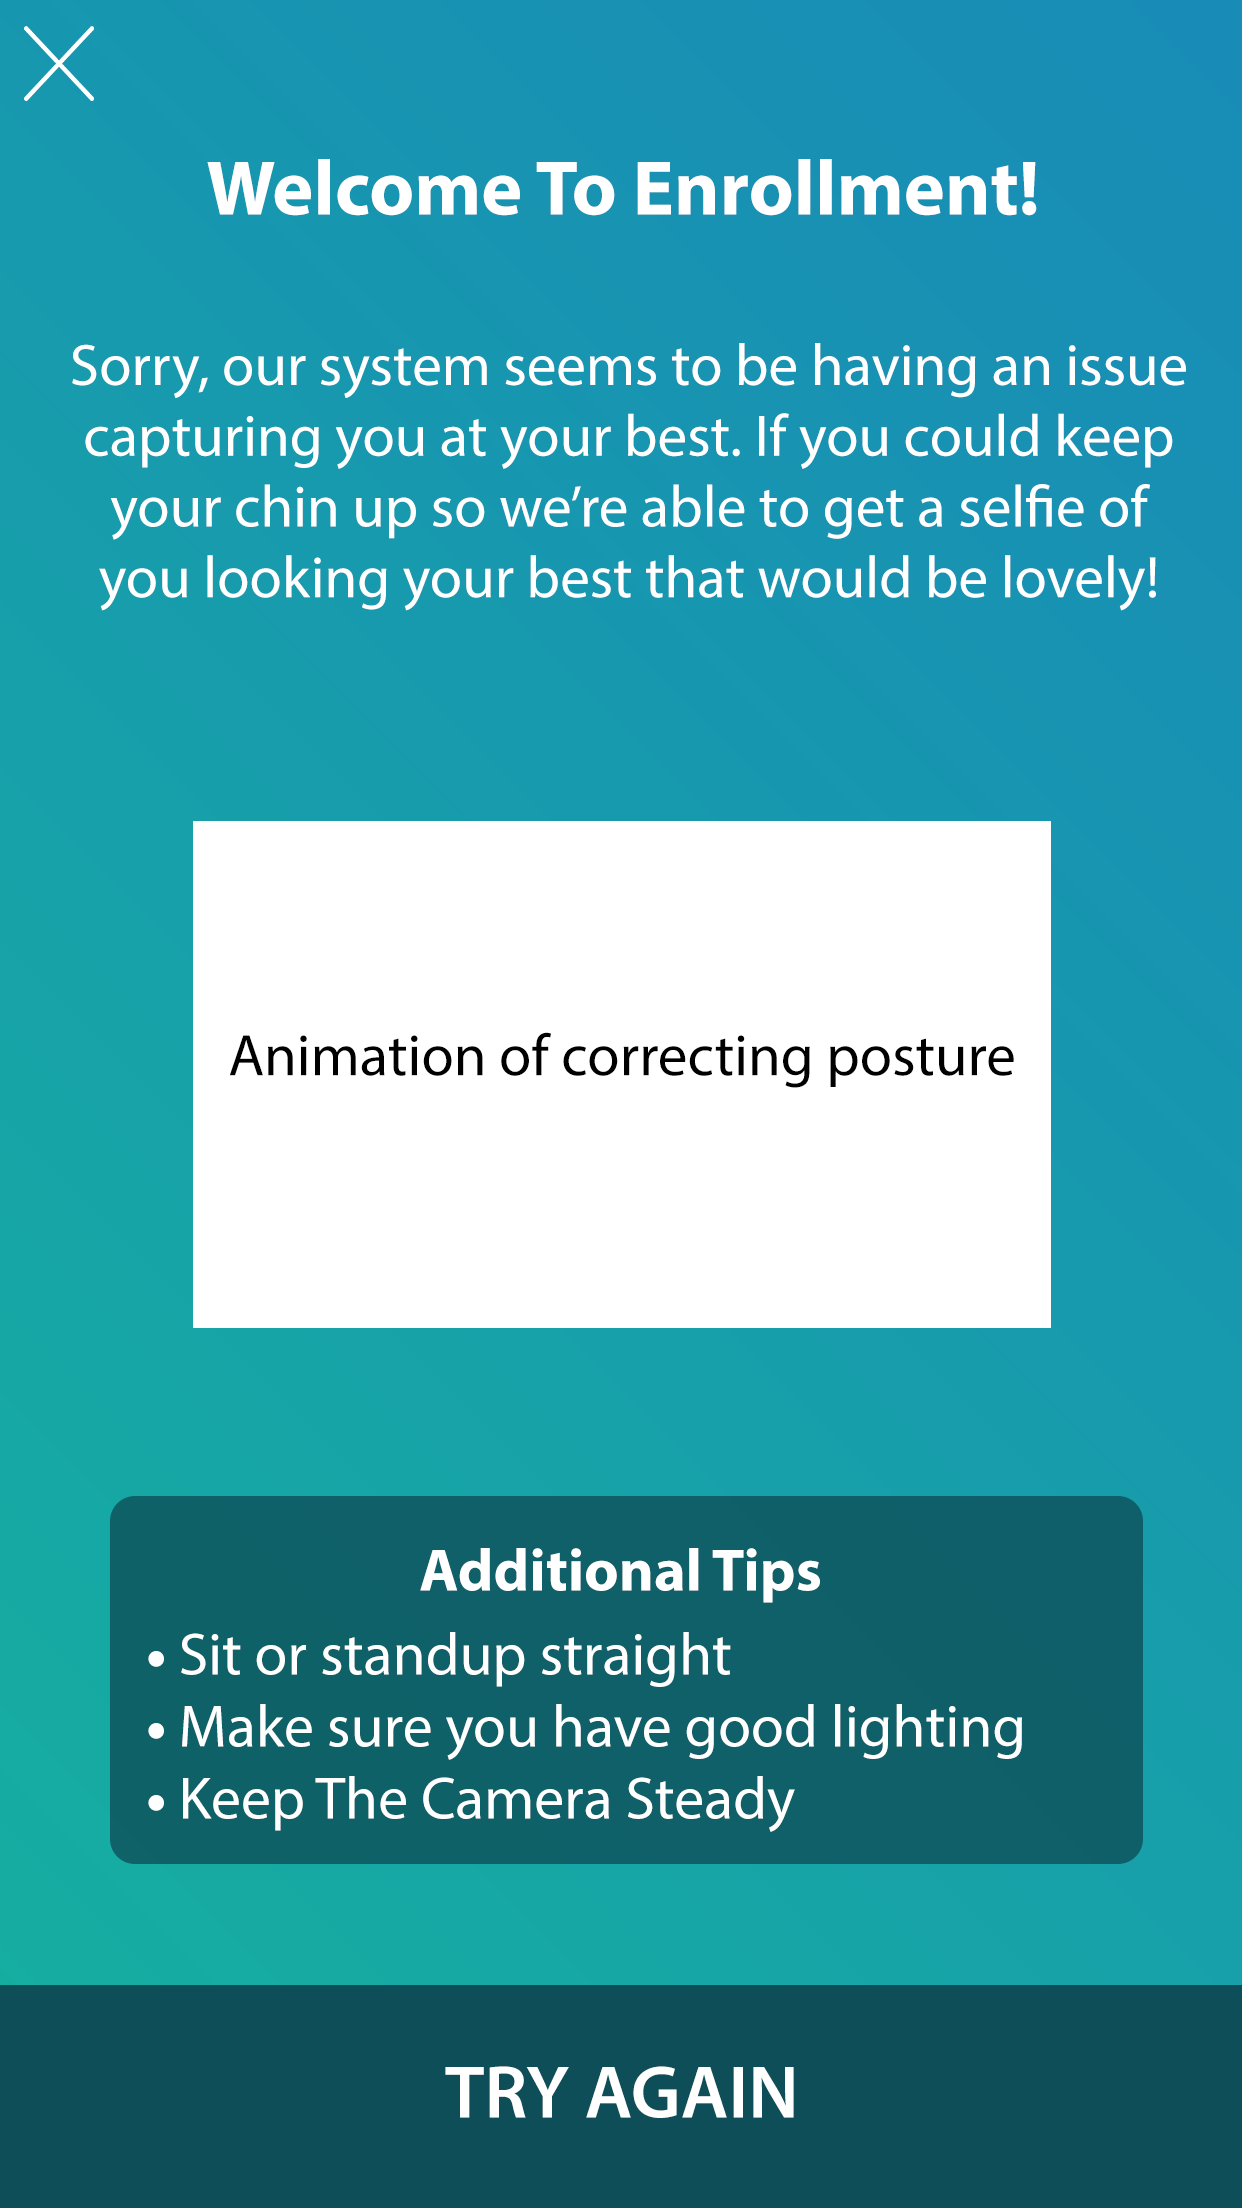 Welcome To Enrollment!
Sorry, our system seems to be having an issue
capturing you at your best. If you could keep
your chin up so we’re able to get a selfie of
you looking your best that would be lovely!
Animation of correcting posture
Additional Tips
• Sit or standup straight
• Make sure you have good lighting
• Keep The Camera Steady
TRY AGAIN